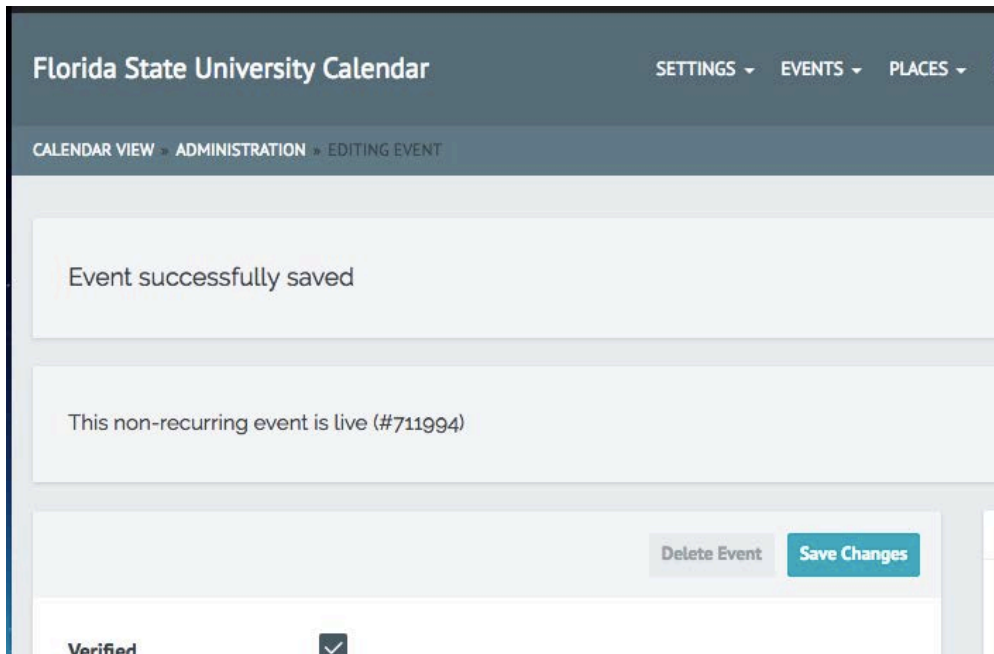 Florida State University Calendar
SETTINGS EVENTS PLACES
CALENDAR VIEW » ADMINISTRATION » EDITING EVENT
Event successfully saved
This non-recurring event is live (#711994)
Delete Event Save Changes
Verified